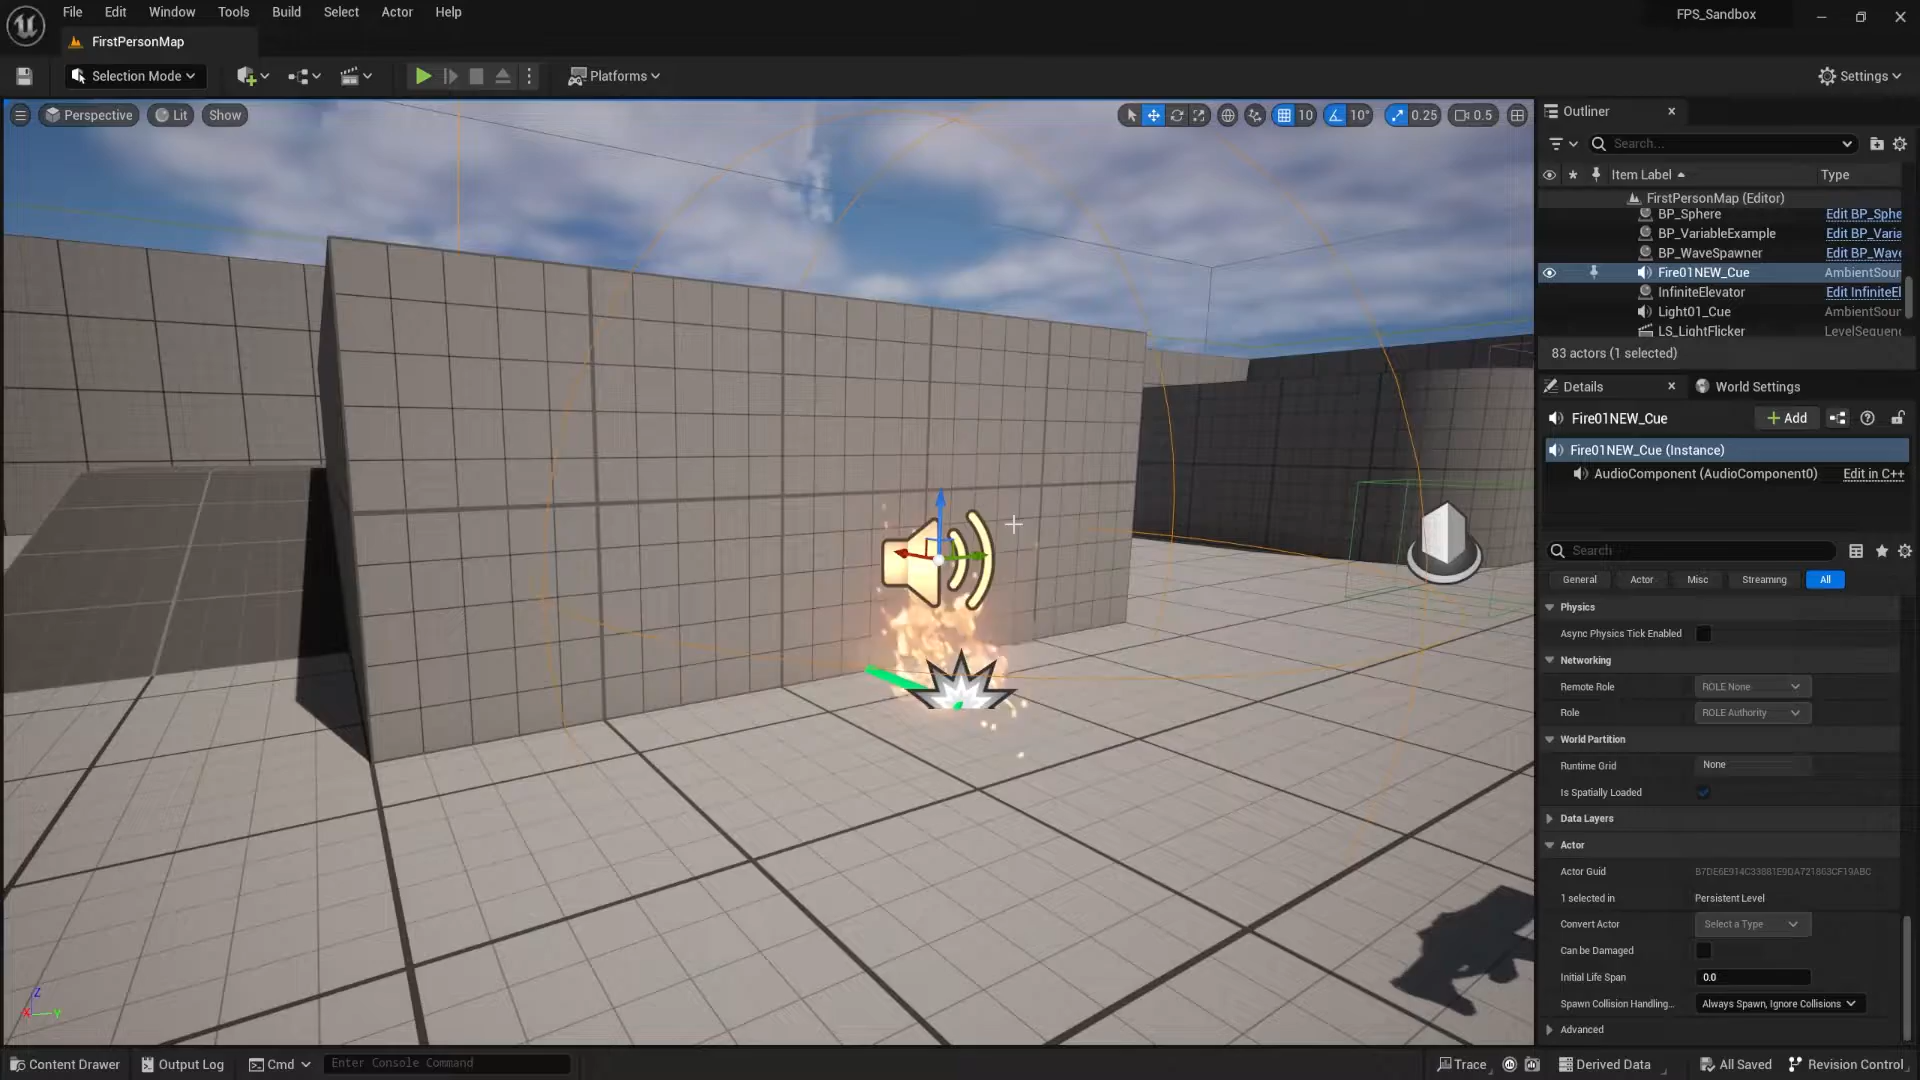 File Edit Window Tools Build Select Actor Help
FPS_Sandbox
FirstPersonMap
Selection Mode
Platforms
Settings
Perspective
Lit
Show
10
10°
0.25
0.5
Outliner
Search...
Item Label
Type
FirstPersonMap (Editor)
BP_Sphere
Edit BP_Sphe
BP_VariableExample
Edit BP_Varia
BP_WaveSpawner
Edit BP_Wave
Fire01NEW_Cue
AmbientSoun
InfiniteElevator
Edit InfiniteEl
Light01_Cue
AmbientSoun
LS_LightFlicker
LevelSequenc
83 actors (1 selected)
Details
World Settings
Fire01NEW_Cue
Add
Fire01NEW_Cue (Instance)
AudioComponent (AudioComponent0)
Edit in C++
Search
General
Actor
Misc
Streaming
All
Physics
Async Physics Tick Enabled
Networking
Remote Role
ROLE None
Role
ROLE Authority
World Partition
Runtime Grid
None
Is Spatially Loaded
Data Layers
Actor
Actor Guid
1 selected in
Persistent Level
Convert Actor
Select a Type
Can be Damaged
Initial Life Span
0.0
Spawn Collision Handling...
Always Spawn, Ignore Collisions
Advanced
Z
X
Y
Content Drawer
Output Log
Cmd
Enter Console Command
Trace
Derived Data
All Saved
Revision Control